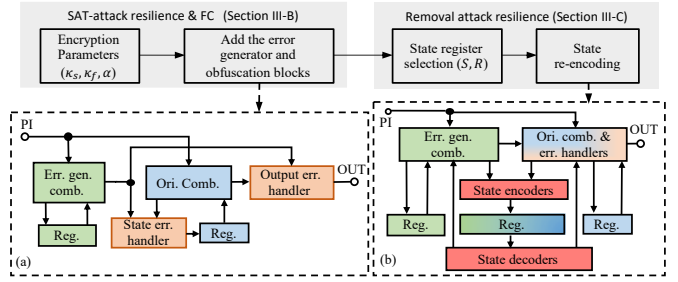 SAT-attack resilience & FC (Section III-B)
Removal attack resilience (Section III-C)
Encryption
Parameters
(κs, κf, α)
Add the error
generator and
obfuscation blocks
State register
selection (S, R)
State
re-encoding
PI
Err. gen.
comb.
Ori. Comb.
Output err.
handler
OUT
Reg.
State err.
handler
Reg.
(a)
PI
Err. gen.
comb.
Ori. comb. &
err. handlers
OUT
State encoders
Reg.
Reg.
Reg.
State decoders
(b)